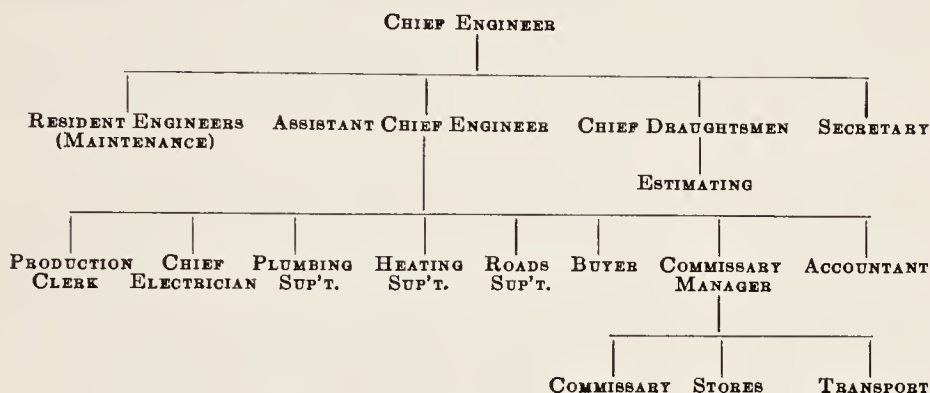 CHIEF ENGINEER
RESIDENT ENGINEERS
(MAINTENANCE)
ASSISTANT CHIEF ENGINEER
CHIEF DRAUGHTSMEN
SECRETARY
ESTIMATING
PRODUCTION
CLERK
CHIEF
ELECTRICIAN
PLUMBING
SUP'T.
HEATING
SUP'T.
ROADS
SUP'T.
BUYER
COMMISSARY
MANAGER
ACCOUNTANT
COMMISSARY
STORES
TRANSPORT